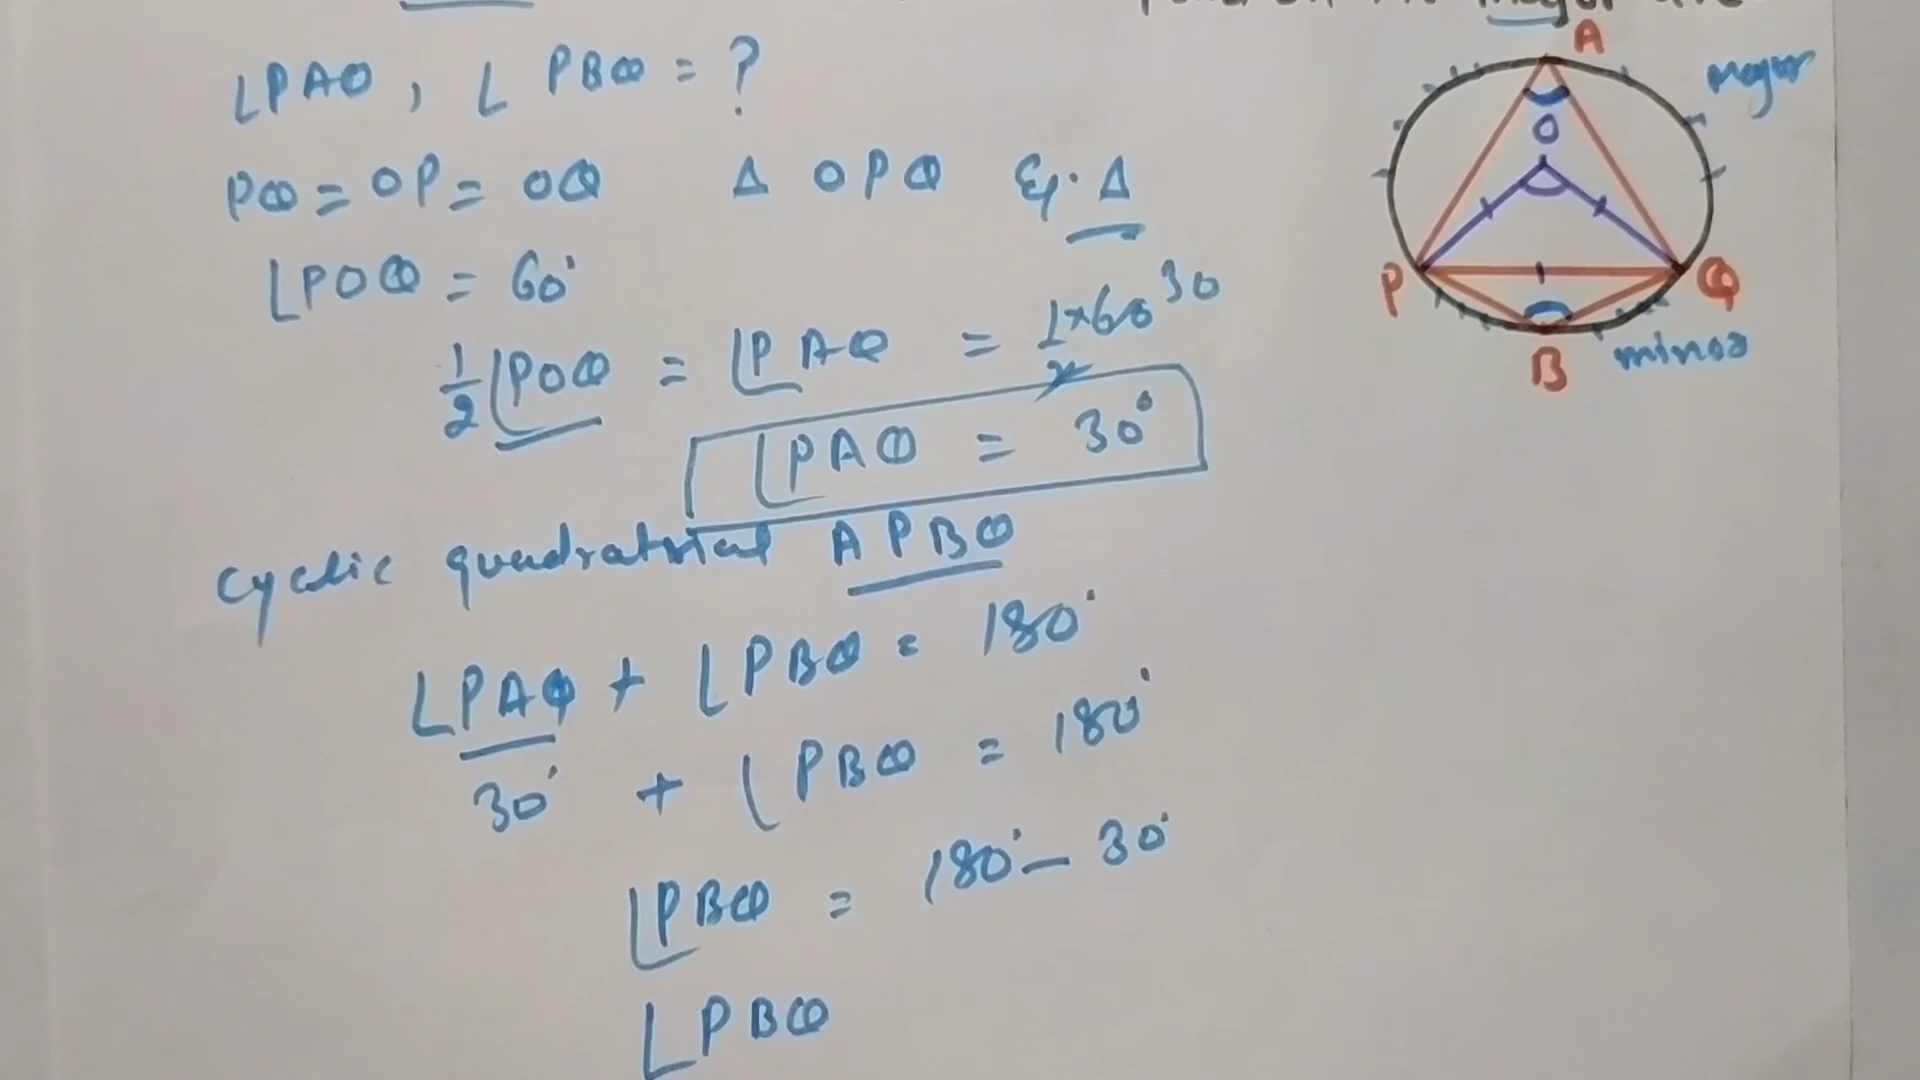 ∠PAQ, ∠PBQ = ?
PQ = OP = OQ  Δ OPQ  Eq. Δ
∠POQ = 60°
1/2 ∠POQ = ∠PAQ = 1×60/2 30
∠PAQ = 30°
cyclic quadratrial APBQ
∠PAQ + ∠PBQ = 180°
30° + ∠PBQ = 180°
∠PBQ = 180° - 30°
∠PBQ
A
major
O
P
Q
B
minor